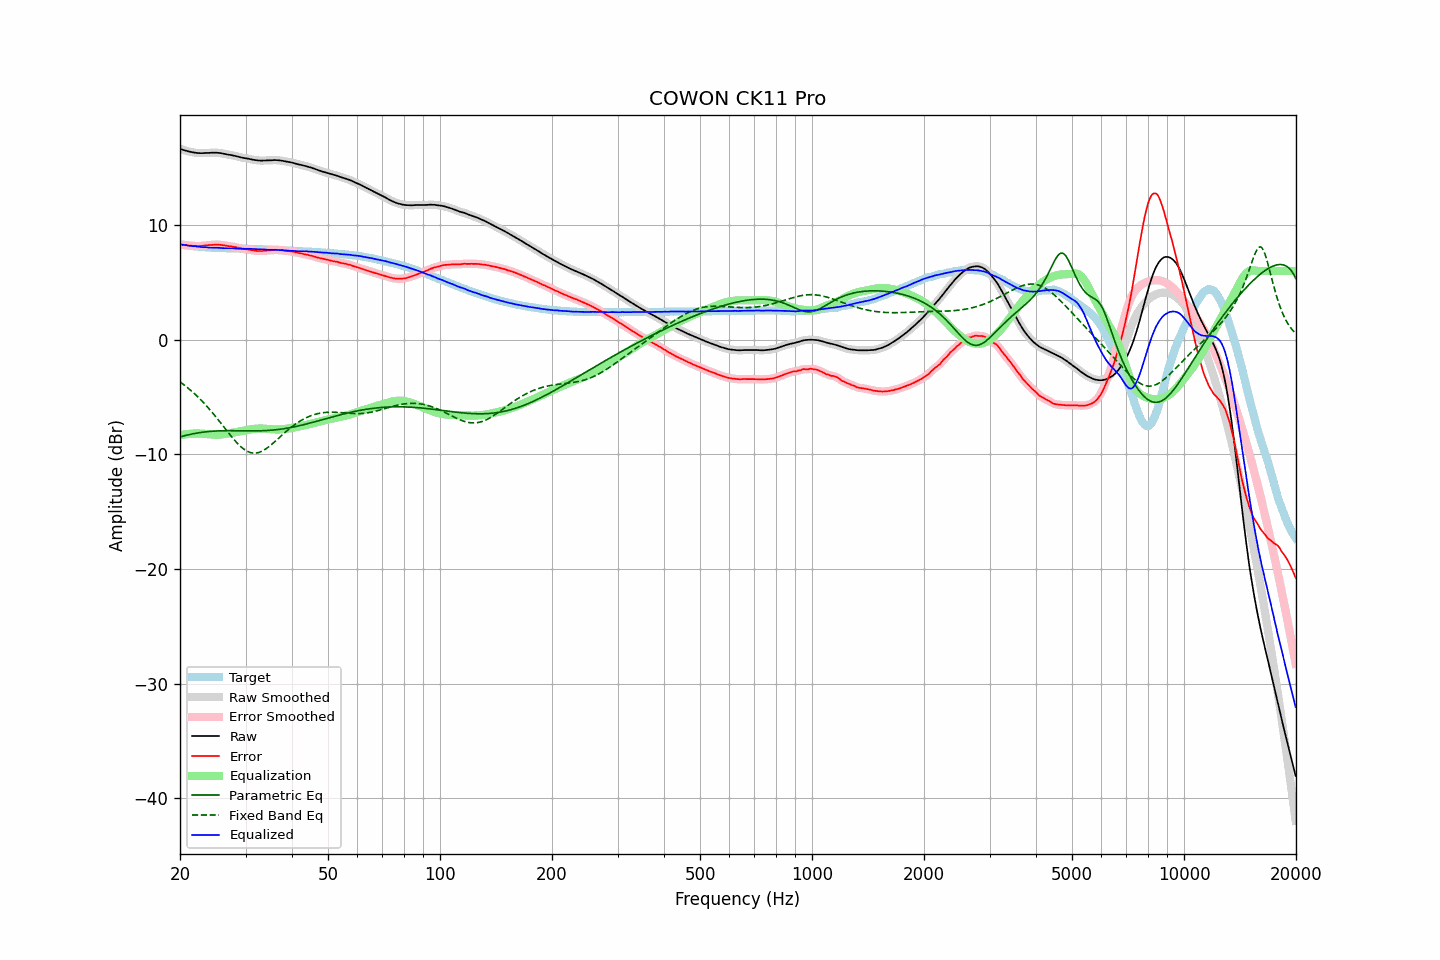 COWON CK11 Pro
Amplitude (dBr)
10
0
−10
−20
−30
−40
Target
Raw Smoothed
Error Smoothed
Raw
Error
Equalization
Parametric Eq
Fixed Band Eq
Equalized
20 50 100 200 500 1000 2000 5000 10000 20000
Frequency (Hz)